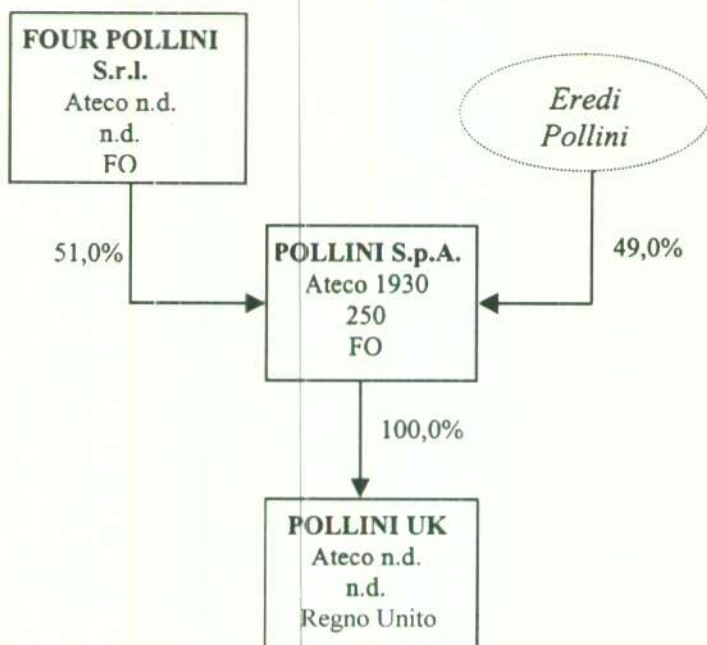 FOUR POLLINI
S.r.l.
Ateco n.d.
n.d.
FO
Eredi
Pollini
51,0%
49,0%
POLLINI S.p.A.
Ateco 1930
250
FO
100,0%
POLLINI UK
Ateco n.d.
n.d.
Regno Unito